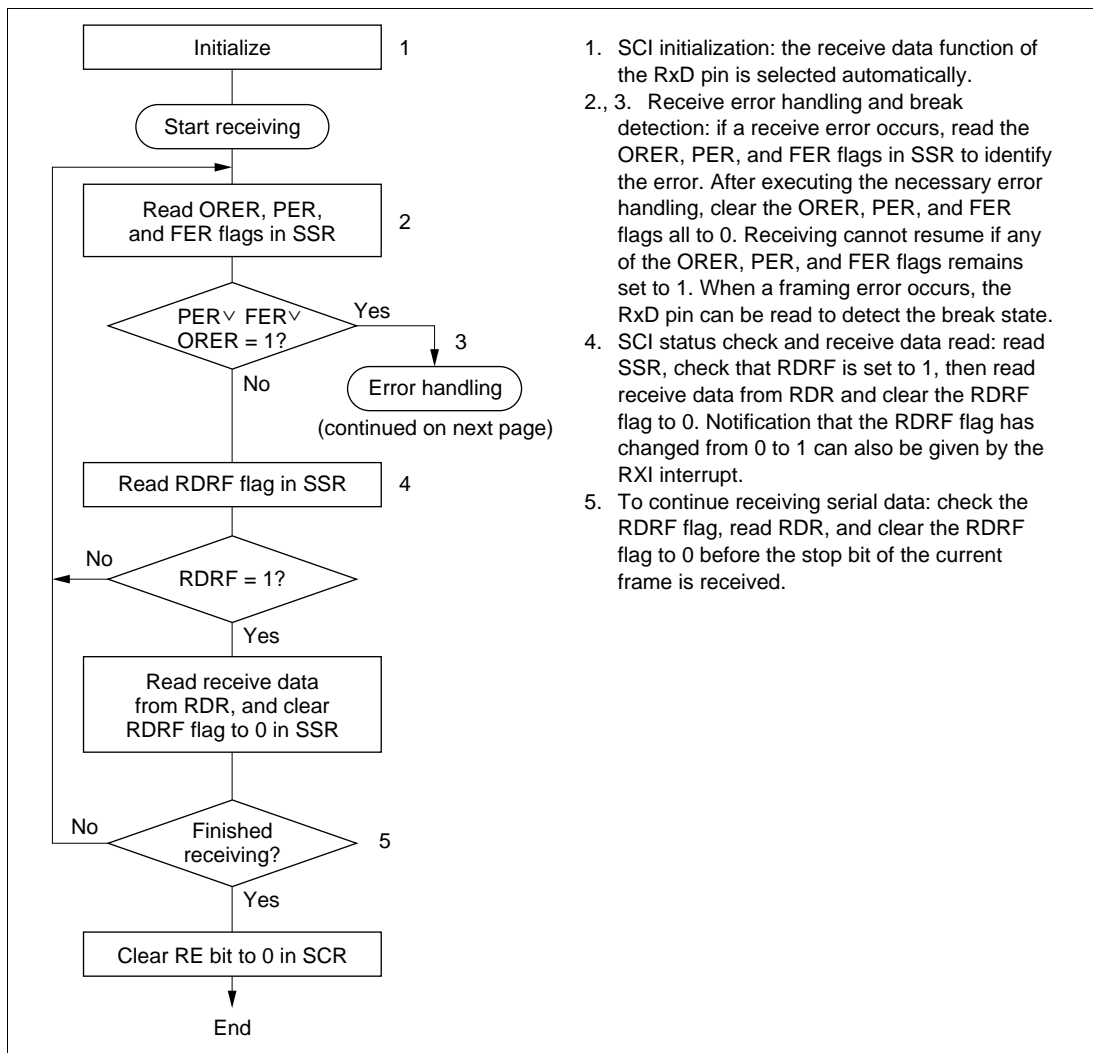 Initialize
1
Start receiving
Read ORER, PER,
and FER flags in SSR
2
PER∨ FER∨
ORER = 1?
Yes
3
No
Error handling
(continued on next page)
Read RDRF flag in SSR
4
No
RDRF = 1?
Yes
Read receive data
from RDR, and clear
RDRF flag to 0 in SSR
No
Finished
receiving?
5
Yes
Clear RE bit to 0 in SCR
End
1. SCI initialization: the receive data function of
the RxD pin is selected automatically.
2., 3. Receive error handling and break
detection: if a receive error occurs, read the
ORER, PER, and FER flags in SSR to identify
the error. After executing the necessary error
handling, clear the ORER, PER, and FER
flags all to 0. Receiving cannot resume if any
of the ORER, PER, and FER flags remains
set to 1. When a framing error occurs, the
RxD pin can be read to detect the break state.
4. SCI status check and receive data read: read
SSR, check that RDRF is set to 1, then read
receive data from RDR and clear the RDRF
flag to 0. Notification that the RDRF flag has
changed from 0 to 1 can also be given by the
RXI interrupt.
5. To continue receiving serial data: check the
RDRF flag, read RDR, and clear the RDRF
flag to 0 before the stop bit of the current
frame is received.